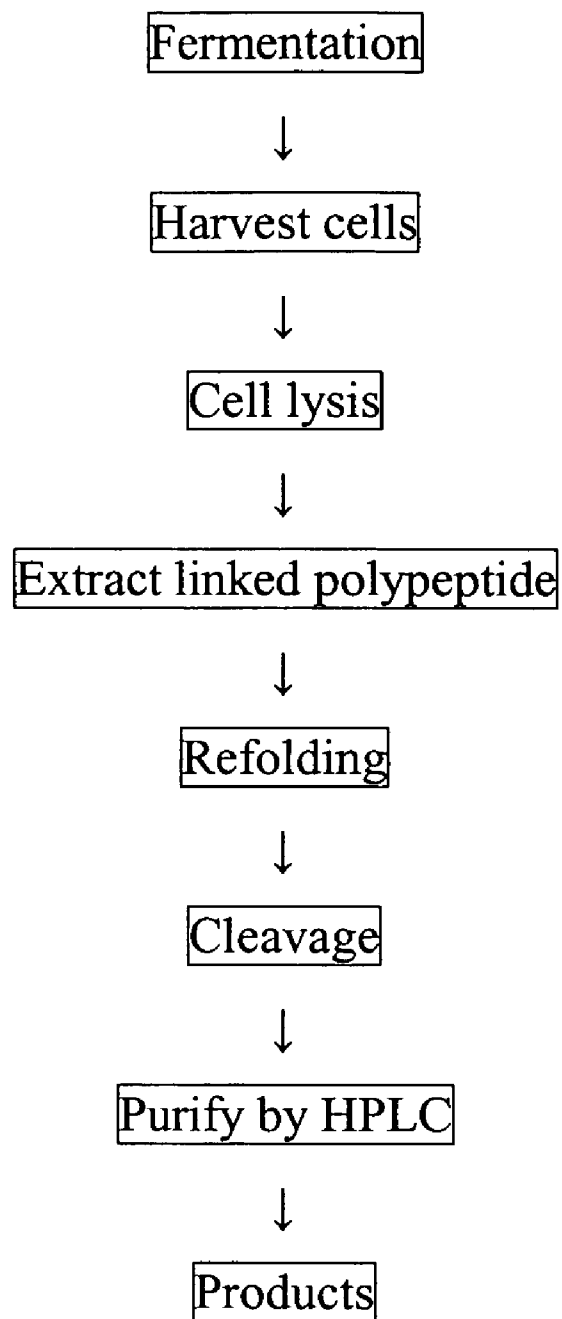 Fermentation
↓
Harvest cells
↓
Cell lysis
↓
Extract linked polypeptide
↓
Refolding
↓
Cleavage
↓
Purify by HPLC
↓
Products